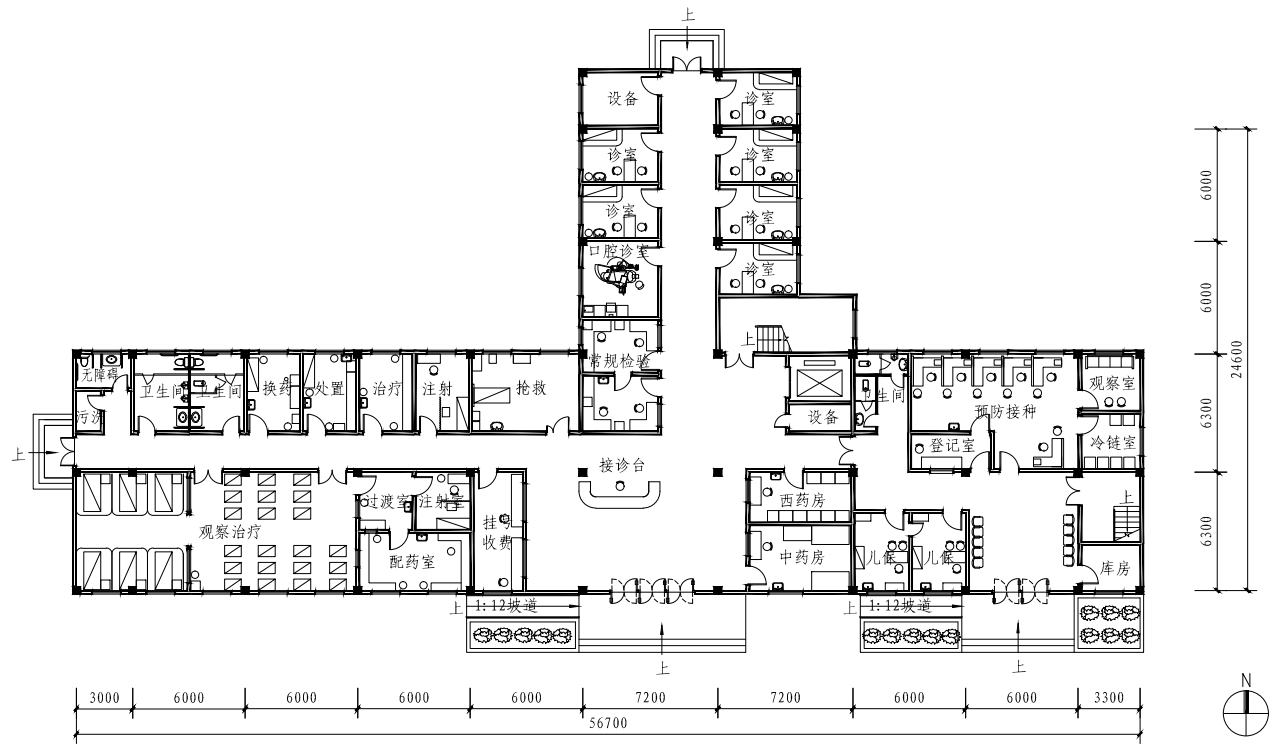 上
设备
诊室
诊室
诊室
诊室
诊室
口腔诊室
诊室
上
常规检验
无障碍
卫生间
卫生间
换药
处置
治疗
注射
抢救
设备
卫生间
预防接种
观察室
污洗
登记室
冷链室
上
接诊台
过渡室
注射室
挂号
收费
西药房
上
观察治疗
配药室
中药房
儿保
儿保
库房
上
1:12坡道
上
1:12坡道
上
上
6000
6000
6300
6300
24600
3000
6000
6000
6000
6000
7200
7200
6000
6000
3300
56700
N